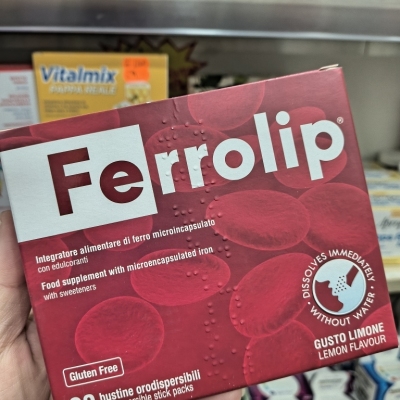 Vitalmix
PAPPA REALE
Ferrolip®
Integratore alimentare di ferro microincapsulato
con edulcoranti
Food supplement with microencapsulated iron
with sweeteners
DISSOLVES IMMEDIATELY
· WITHOUT WATER ·
GUSTO LIMONE
LEMON FLAVOUR
Gluten Free
bustine orodispersibili
stick packs